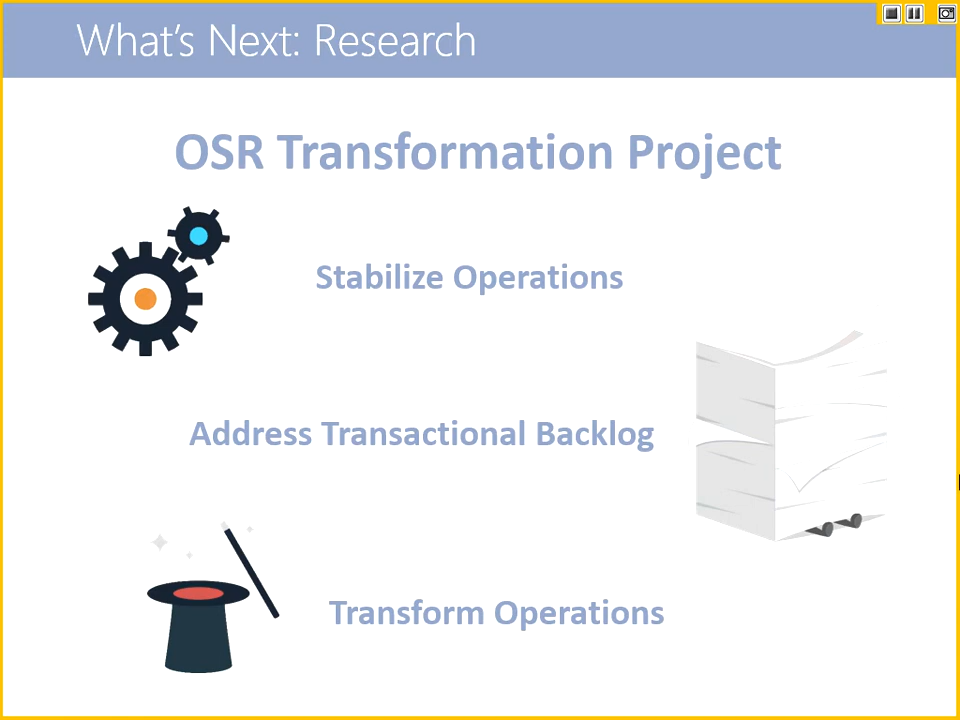 What's Next: Research
OSR Transformation Project
Stabilize Operations
Address Transactional Backlog
Transform Operations